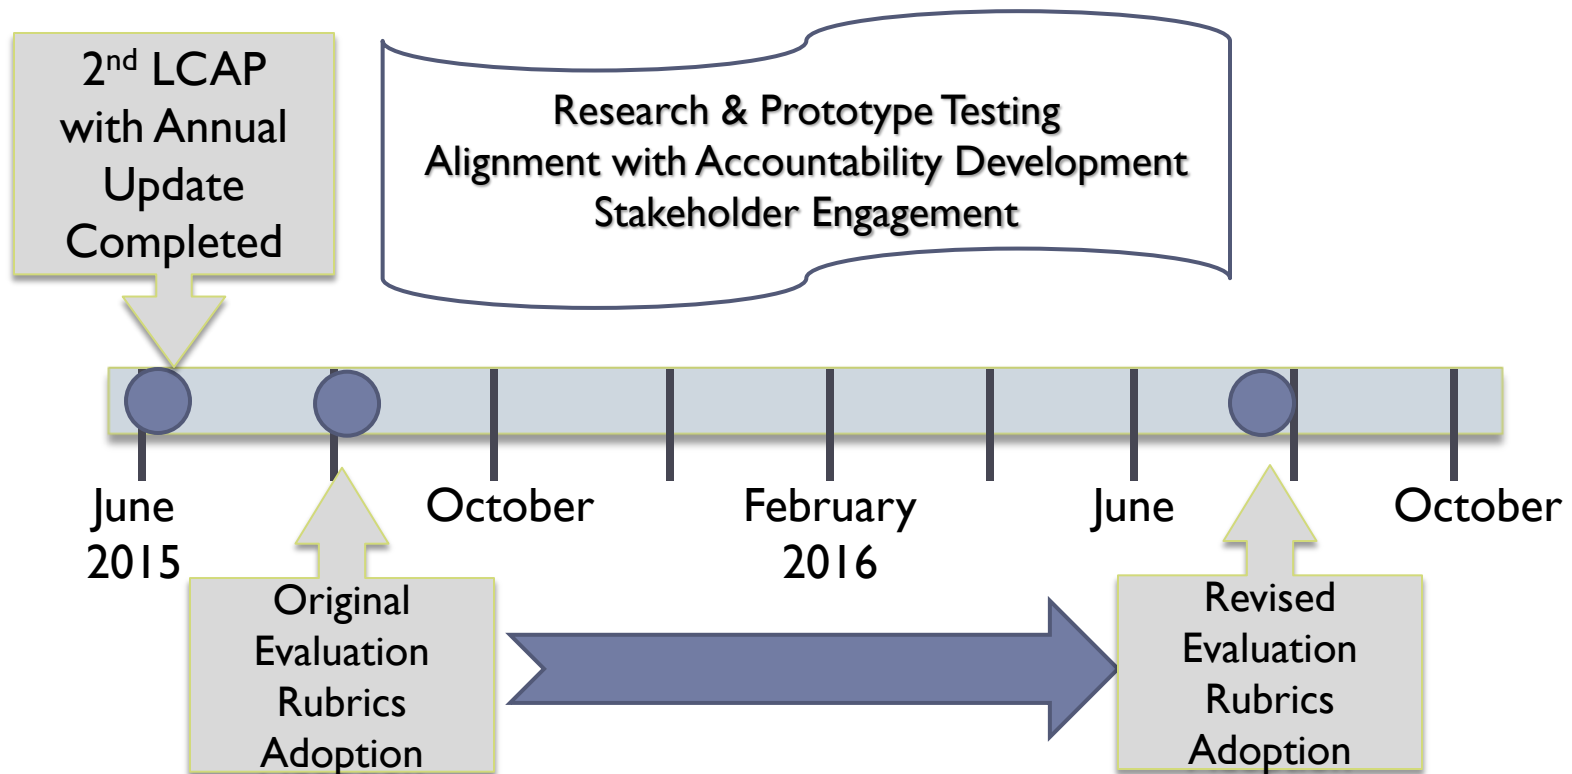 2nd LCAP
with Annual
Update
Completed
Research & Prototype Testing
Alignment with Accountability Development
Stakeholder Engagement
June
2015
October
February
2016
June
October
Original
Evaluation
Rubrics
Adoption
Revised
Evaluation
Rubrics
Adoption